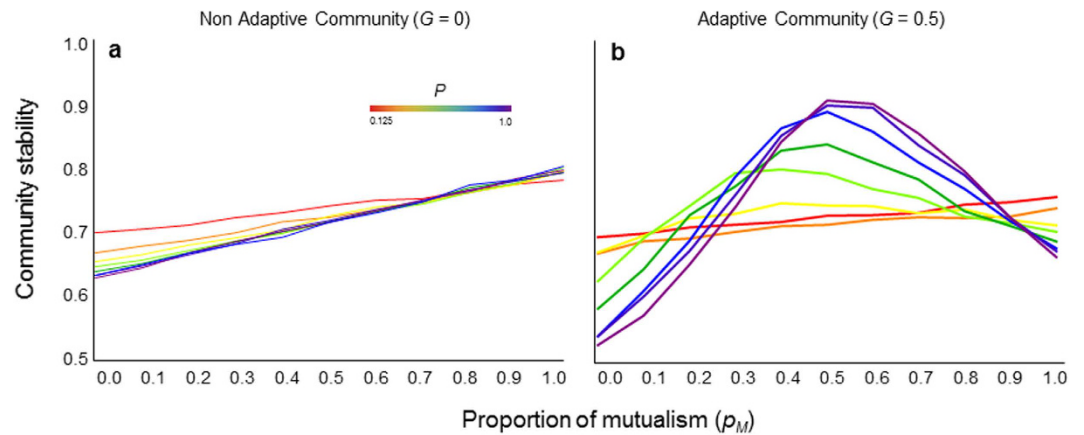 Non Adaptive Community (G = 0)
Adaptive Community (G = 0.5)
a
b
P
0.125 1.0
Community stability
1.0
0.9
0.8
0.7
0.6
0.5
0.0 0.1 0.2 0.3 0.4 0.5 0.6 0.7 0.8 0.9 1.0
0.0 0.1 0.2 0.3 0.4 0.5 0.6 0.7 0.8 0.9 1.0
Proportion of mutualism (pM)